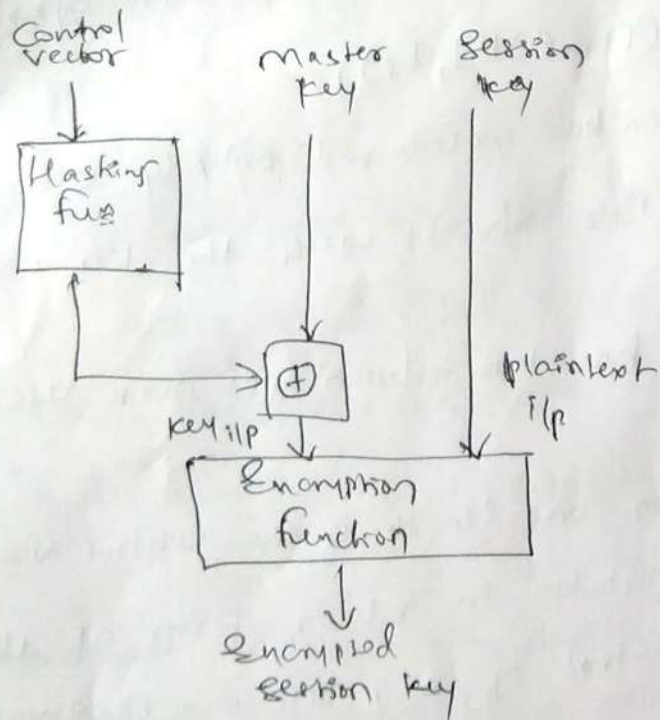 Control
vector
Master
key
Session
key
Hashing
fun
+
plaintext
i/p
key i/p
Encryption
function
Encrypted
session key